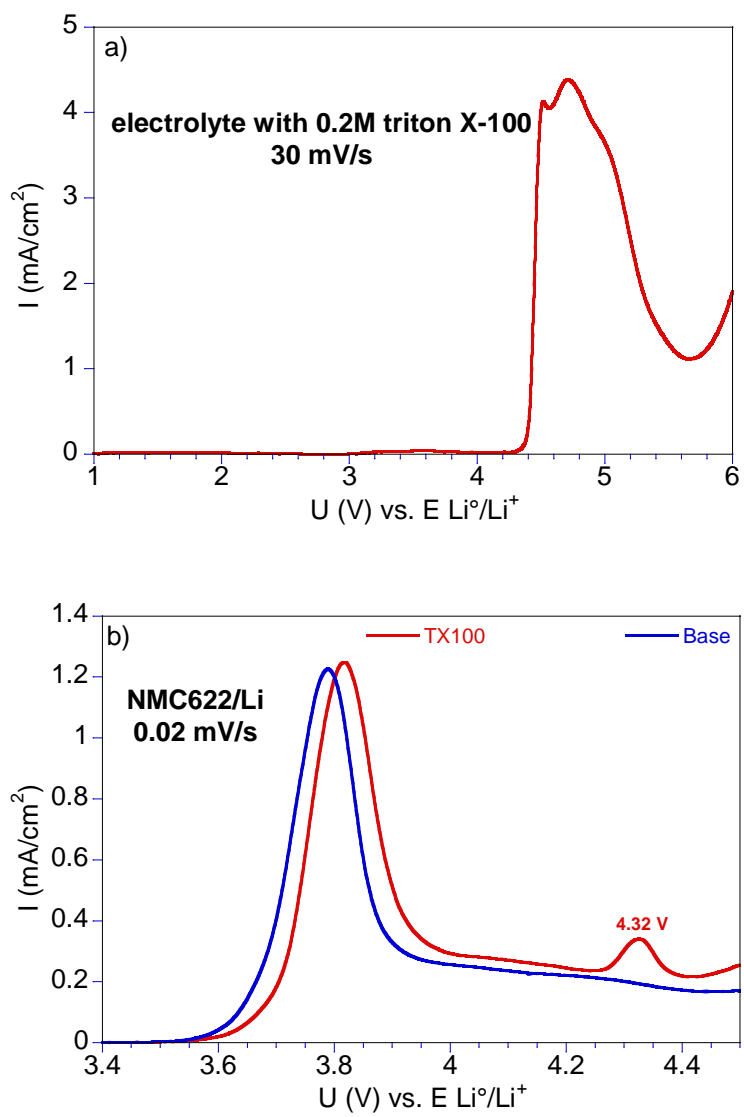 a)
electrolyte with 0.2M triton X-100
30 mV/s
I (mA/cm²)
5
4
3
2
1
0
1 2 3 4 5 6
U (V) vs. E Li°/Li⁺
b)
TX100 Base
NMC622/Li
0.02 mV/s
4.32 V
I (mA/cm²)
1.4
1.2
1
0.8
0.6
0.4
0.2
0
3.4 3.6 3.8 4 4.2 4.4
U (V) vs. E Li°/Li⁺